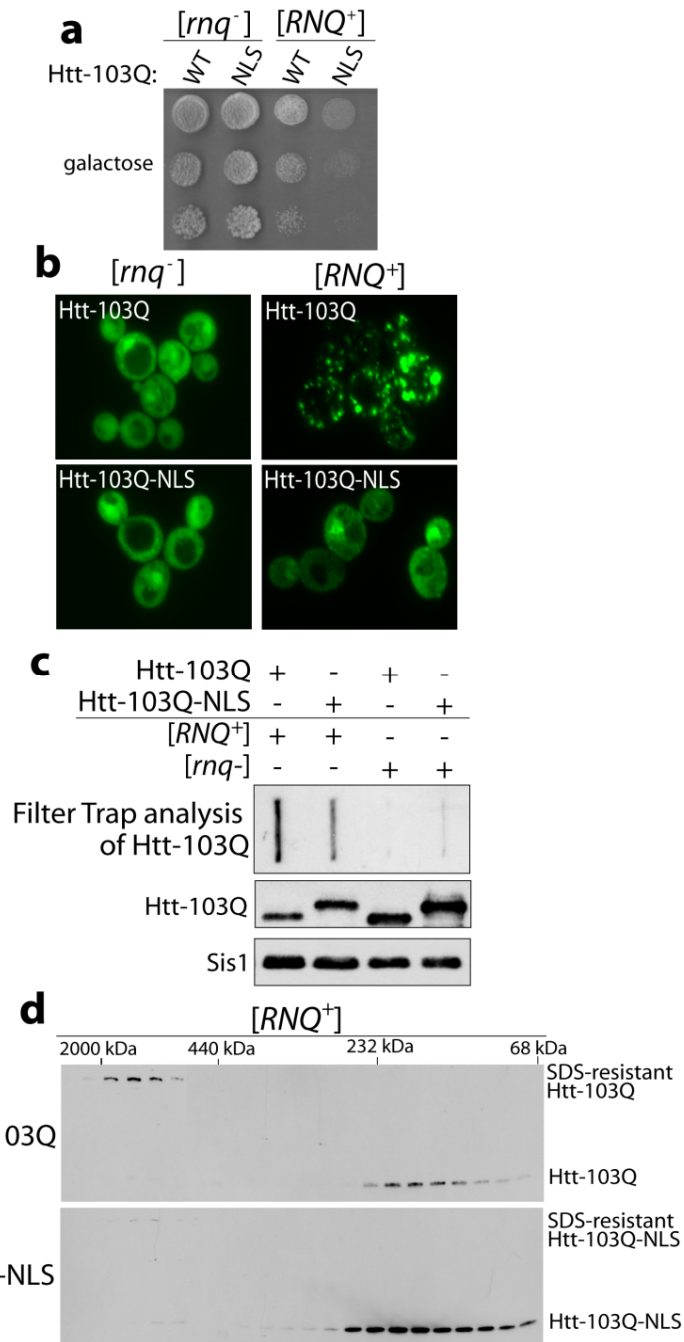 a
[rnq-] [RNQ+]
Htt-103Q: WT NLS WT NLS
galactose
b
[rnq-] [RNQ+]
Htt-103Q Htt-103Q
Htt-103Q-NLS Htt-103Q-NLS
c
Htt-103Q + - + -
Htt-103Q-NLS - + - +
[RNQ+] + + - -
[rnq-] - - + +
Filter Trap analysis
of Htt-103Q
Htt-103Q
Sis1
d
[RNQ+]
2000 kDa 440 kDa 232 kDa 68 kDa
SDS-resistant
Htt-103Q
03Q
Htt-103Q
SDS-resistant
Htt-103Q-NLS
-NLS
Htt-103Q-NLS